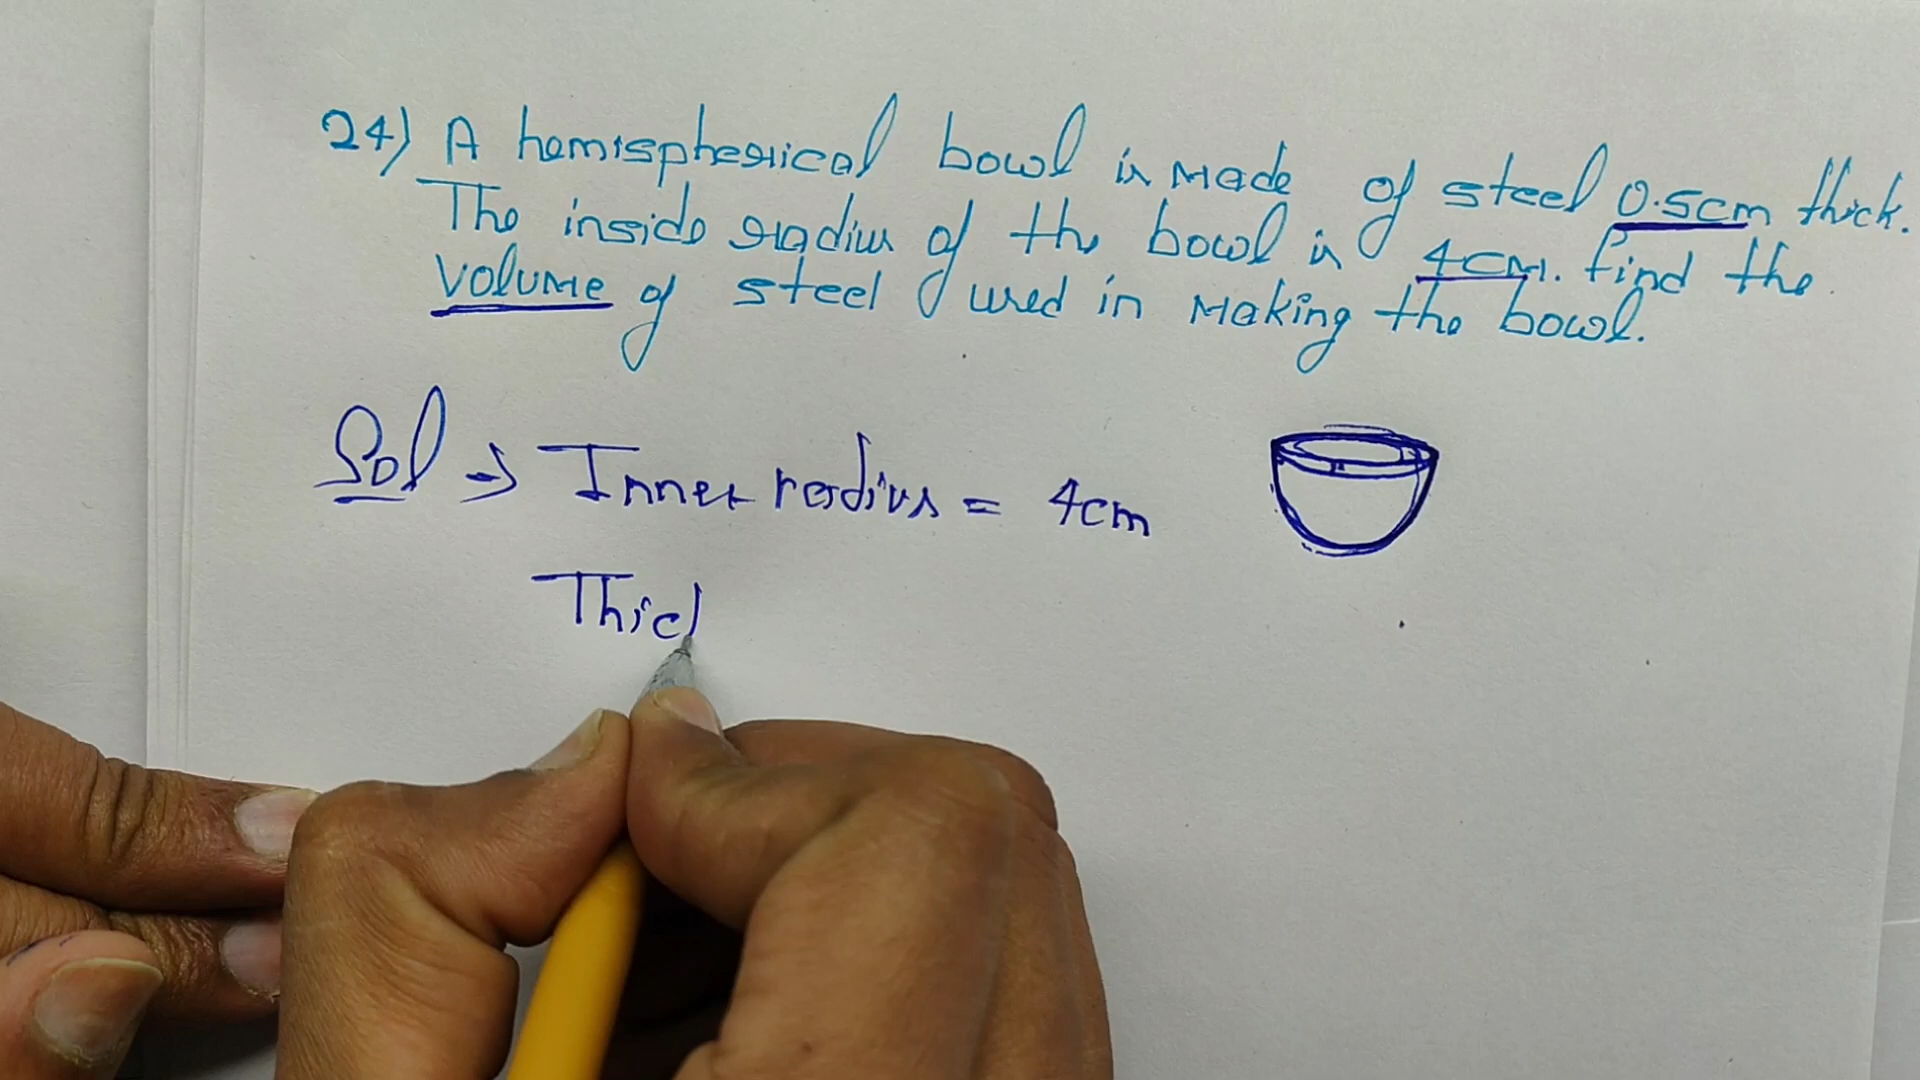 24) A hemispherical bowl is made of steel 0.5cm thick.
The inside radius of the bowl is 4cm. find the
volume of steel used in making the bowl.
Sol → Inner radius = 4cm
Thic